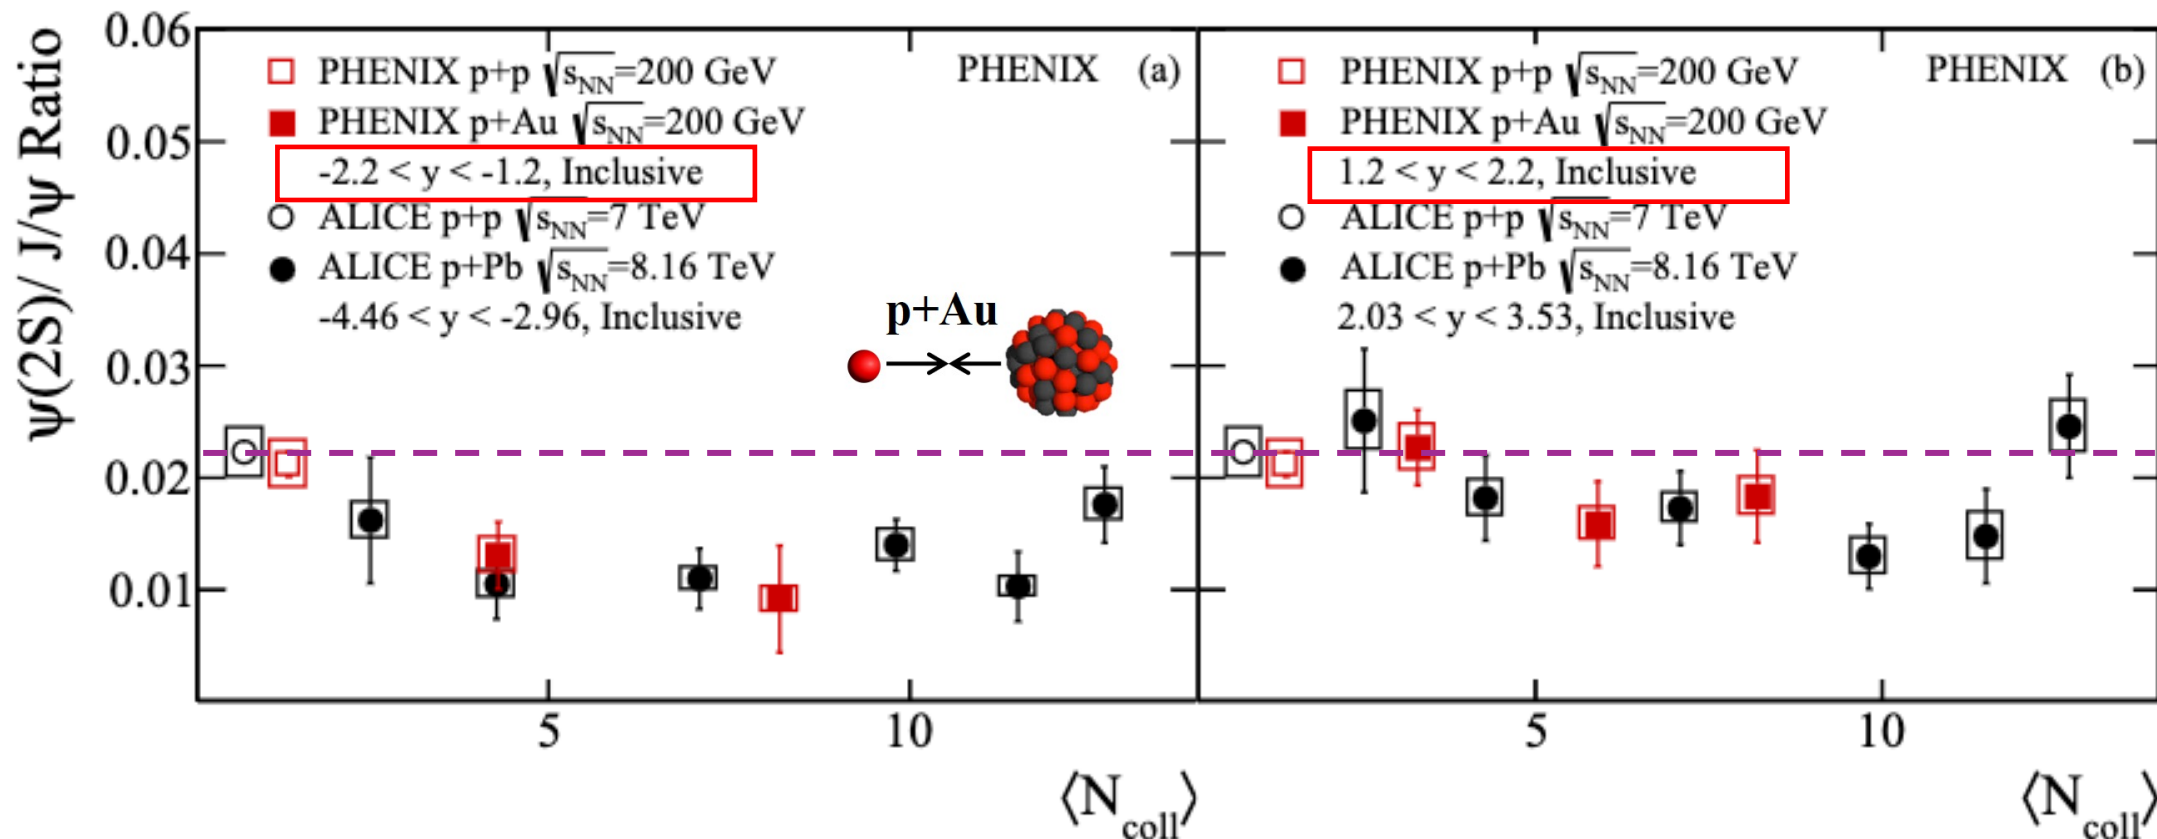 ψ(2S)/ J/ψ Ratio
0.06
0.05
0.04
0.03
0.02
0.01
PHENIX p+p √sNN=200 GeV
PHENIX p+Au √sNN=200 GeV
-2.2 < y < -1.2, Inclusive
ALICE p+p √sNN=7 TeV
ALICE p+Pb √sNN=8.16 TeV
-4.46 < y < -2.96, Inclusive
PHENIX (a)
p+Au
5
10
⟨Ncoll⟩
PHENIX p+p √sNN=200 GeV
PHENIX p+Au √sNN=200 GeV
1.2 < y < 2.2, Inclusive
ALICE p+p √sNN=7 TeV
ALICE p+Pb √sNN=8.16 TeV
2.03 < y < 3.53, Inclusive
PHENIX (b)
5
10
⟨Ncoll⟩